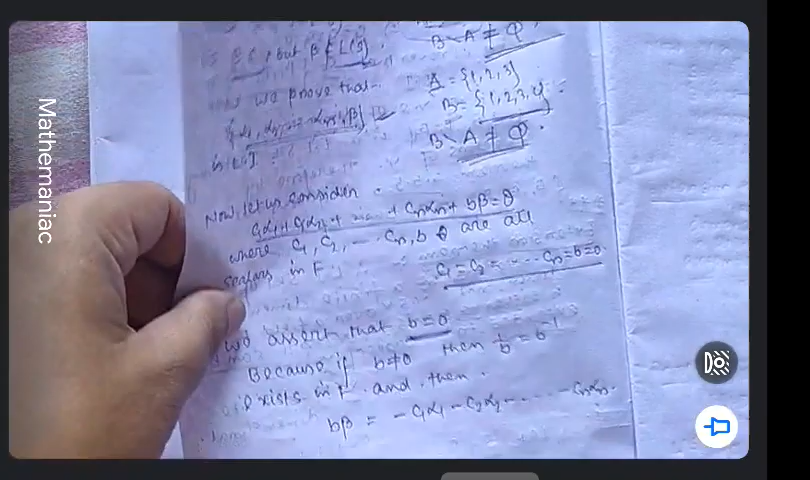 Mathemaniac
but β ∉ L(S).
B \ A ≠ Φ
we prove that
A = {1, 2, 3}
B = {1, 2, 3, 4}
is L.I
B \ A ≠ Φ.
Now, let us consider
c₁α₁ + c₂α₂ + ... + cₙαₙ + bβ = θ
where c₁, c₂, ... cₙ, b are all
scalars in F
c₁ = c₂ = ... cₙ = b = 0.
We assert that b = 0
Because if b ≠ 0 then 1/b = b⁻¹
exists in F and then.
bβ = -c₁α₁ - c₂α₂ - ... - cₙαₙ.